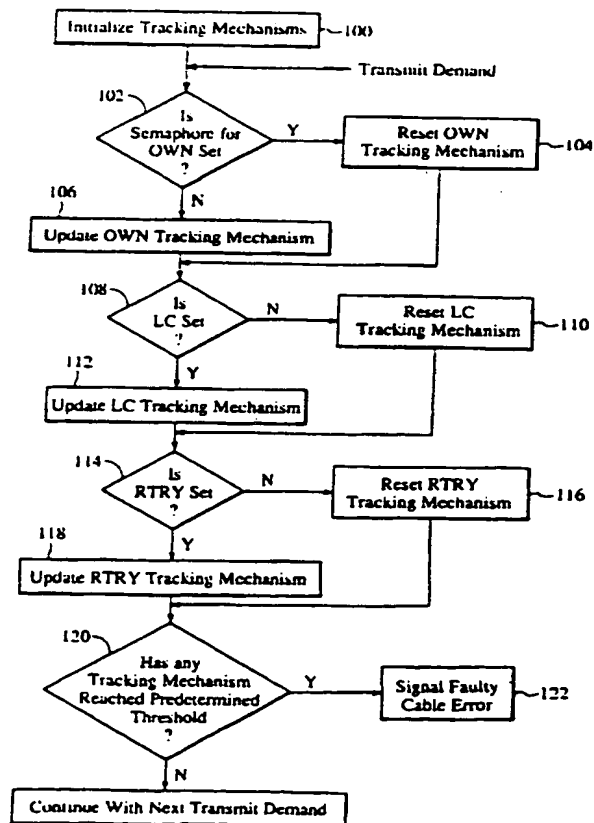 Initialize Tracking Mechanisms
100
Transmit Demand
102
Is
Semaphore for
OWN Set
?
Y
Reset OWN
Tracking Mechanism
104
N
106
Update OWN Tracking Mechanism
108
Is
LC Set
?
N
Reset LC
Tracking Mechanism
110
Y
112
Update LC Tracking Mechanism
114
Is
RTRY Set
?
N
Reset RTRY
Tracking Mechanism
116
Y
118
Update RTRY Tracking Mechanism
120
Has any
Tracking Mechanism
Reached Predetermined
Threshold
?
Y
Signal Faulty
Cable Error
122
N
Continue With Next Transmit Demand